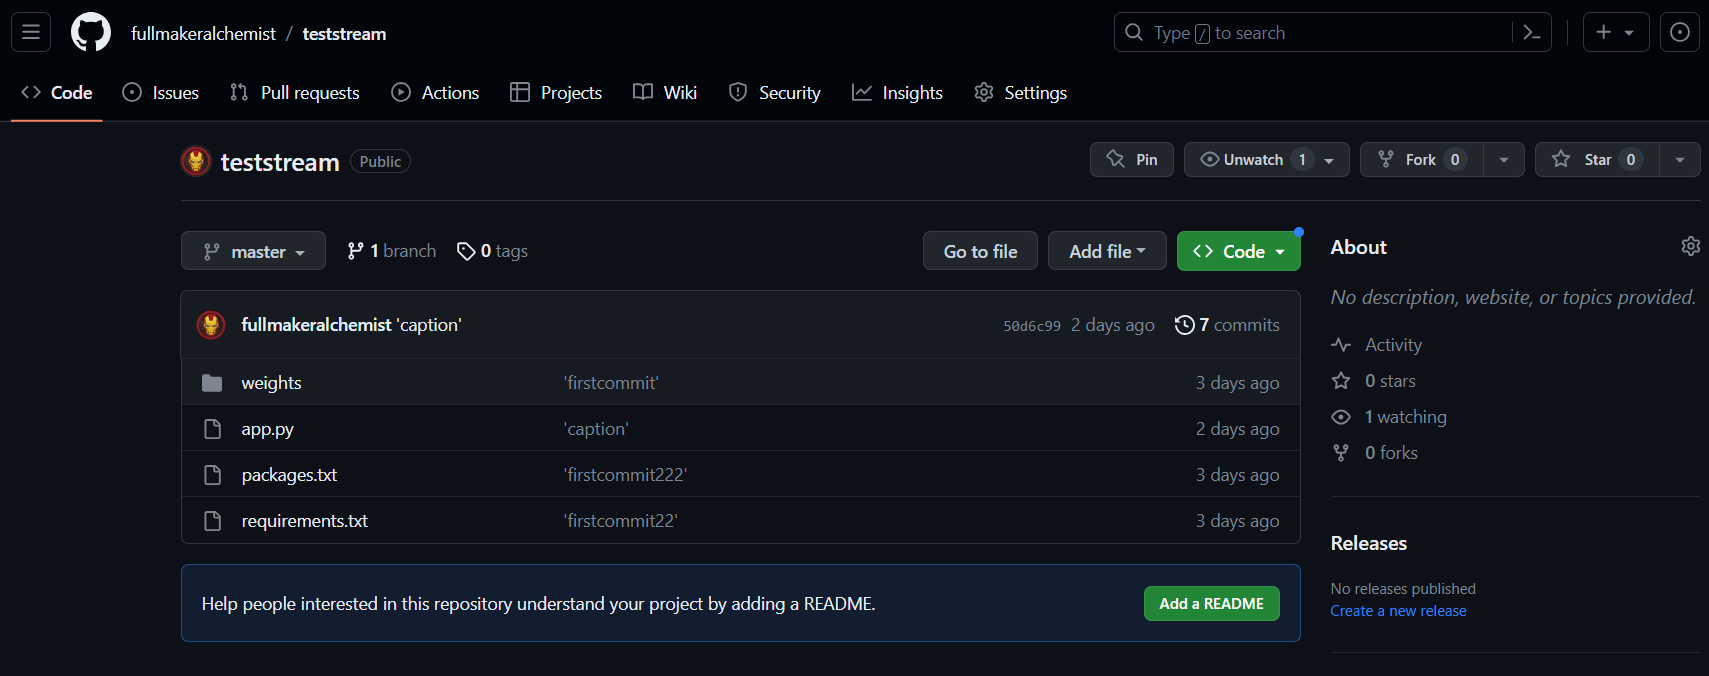 fullmakeralchemist / teststream
Type / to search
Code Issues Pull requests Actions Projects Wiki Security Insights Settings
teststream Public
Pin Unwatch 1 Fork 0 Star 0
master 1 branch 0 tags Go to file Add file Code
fullmakeralchemist 'caption' 50d6c99 2 days ago 7 commits
weights 'firstcommit' 3 days ago
app.py 'caption' 2 days ago
packages.txt 'firstcommit222' 3 days ago
requirements.txt 'firstcommit22' 3 days ago
Help people interested in this repository understand your project by adding a README. Add a README
About
No description, website, or topics provided.
Activity
0 stars
1 watching
0 forks
Releases
No releases published
Create a new release